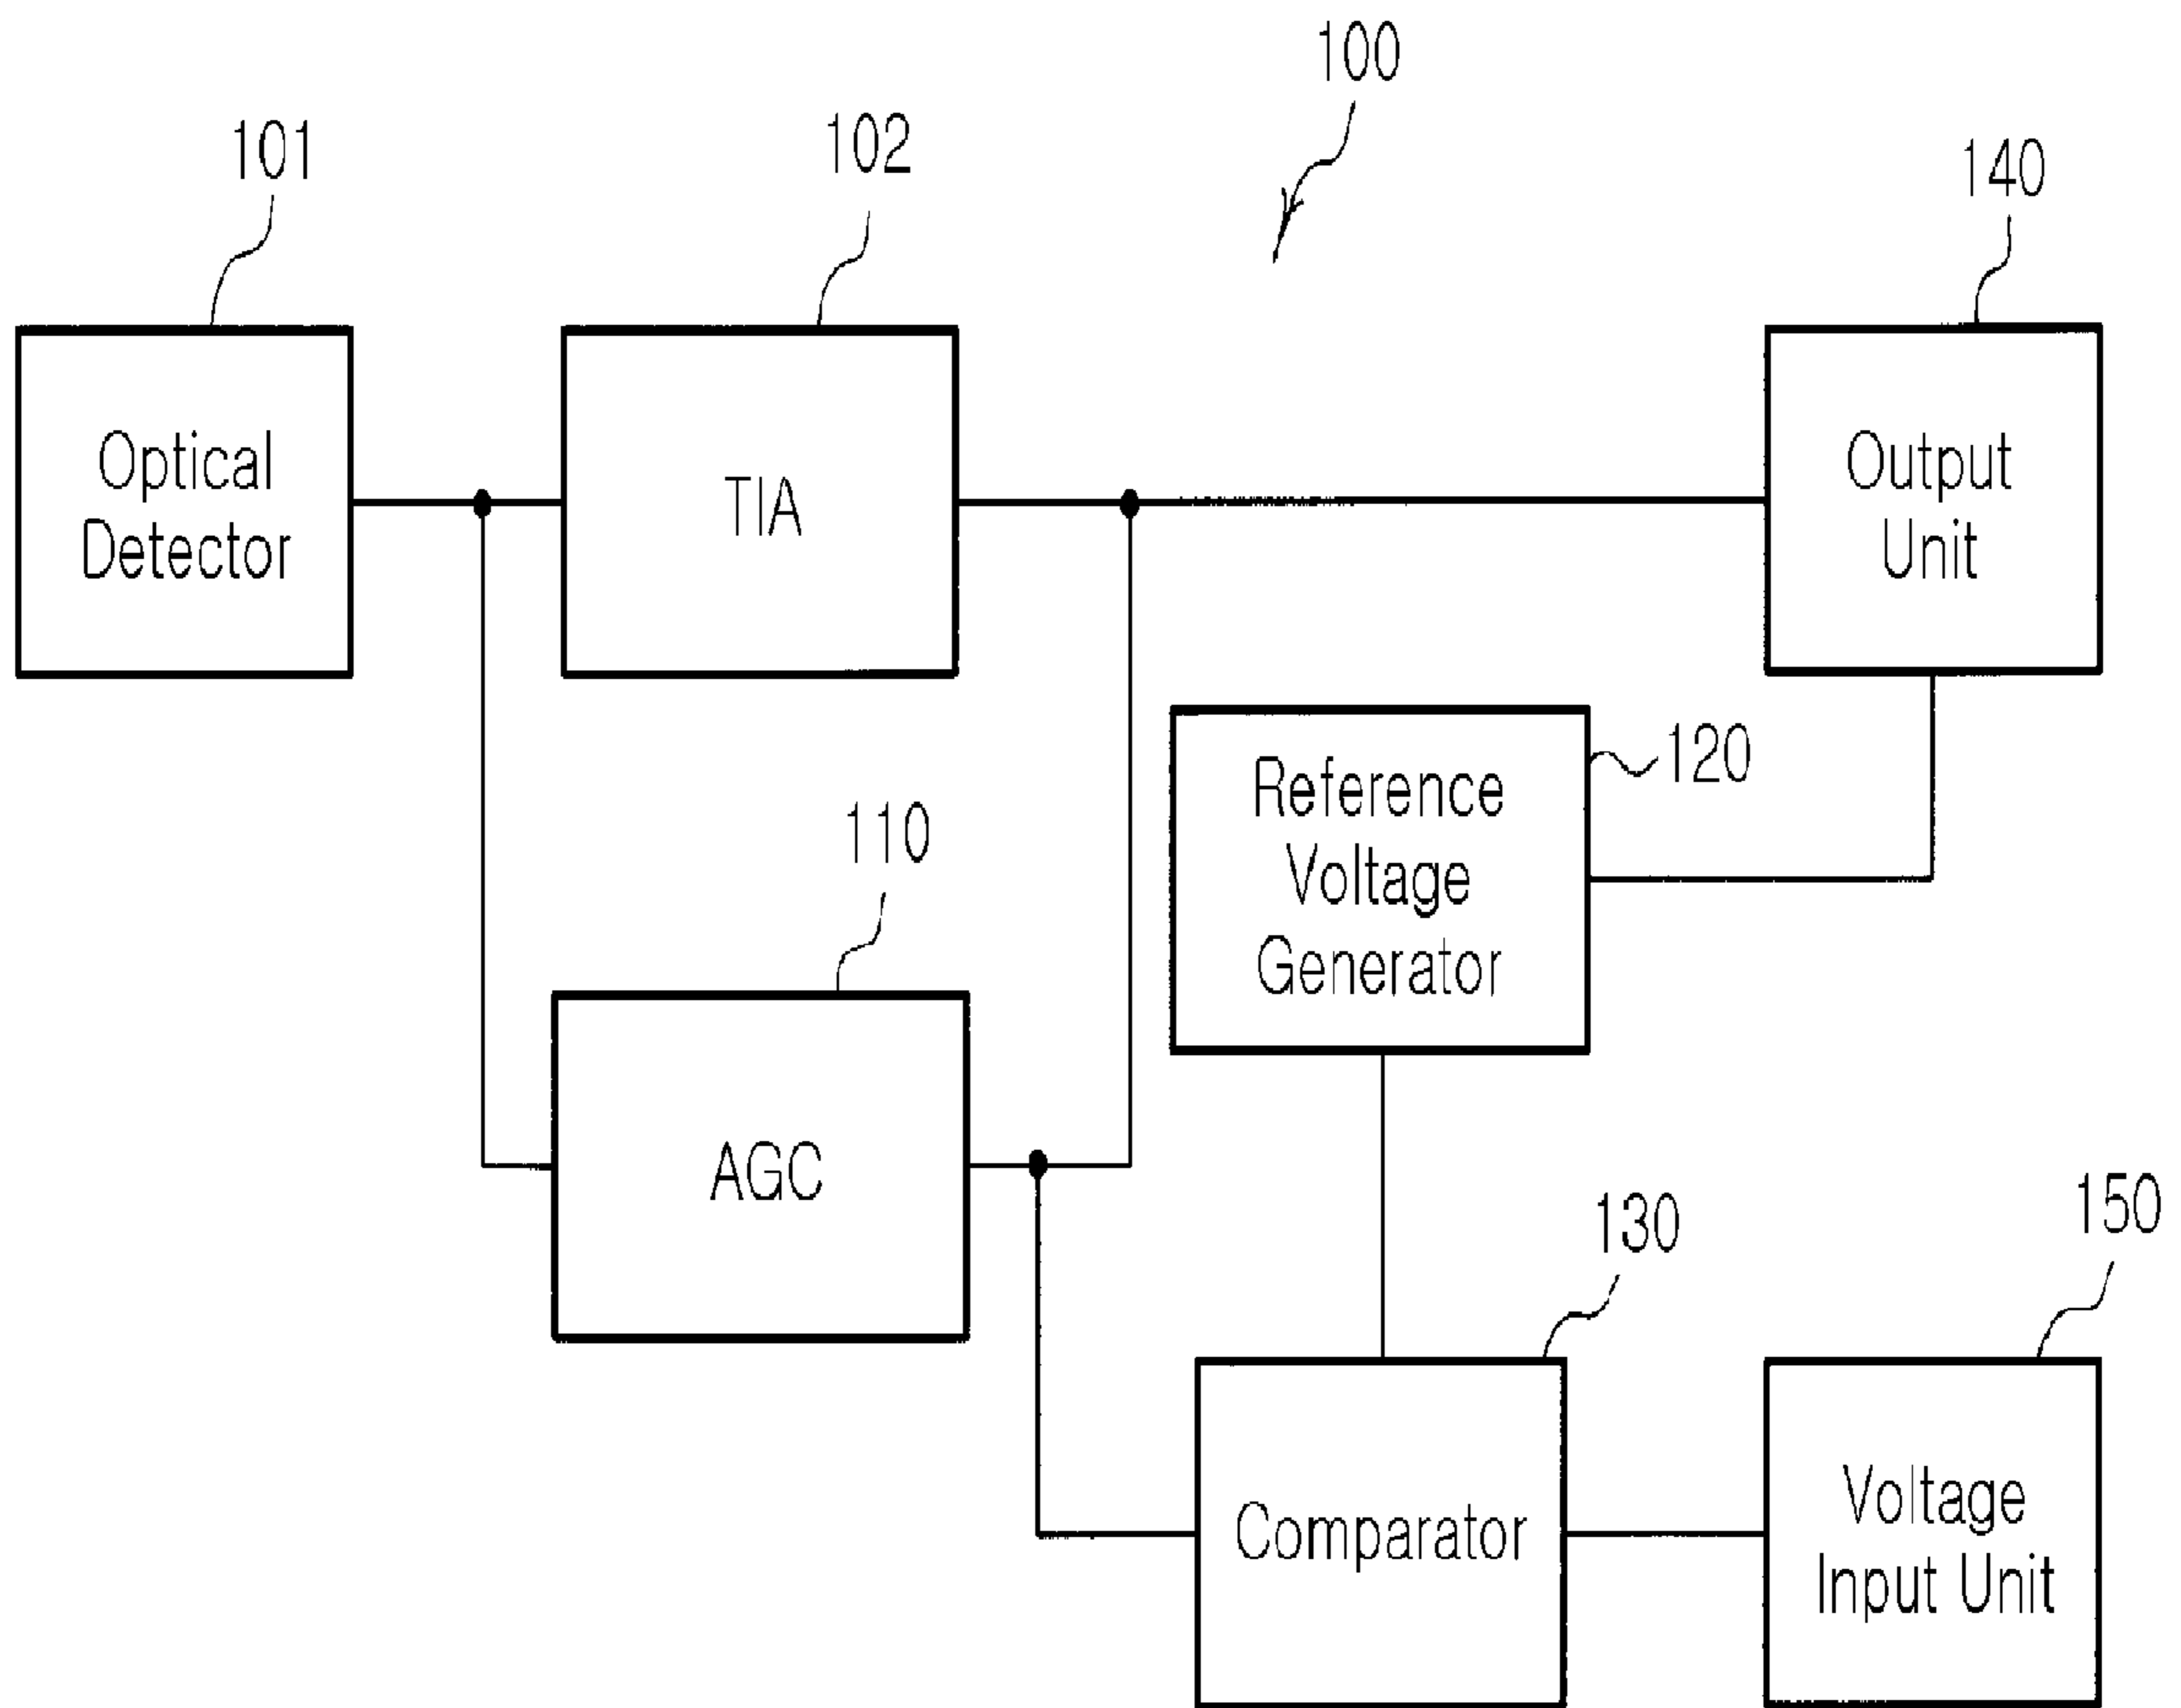 100
101
102
140
Optical
Detector
TIA
Output
Unit
120
Reference
Voltage
Generator
110
AGC
130
150
Comparator
Voltage
Input Unit